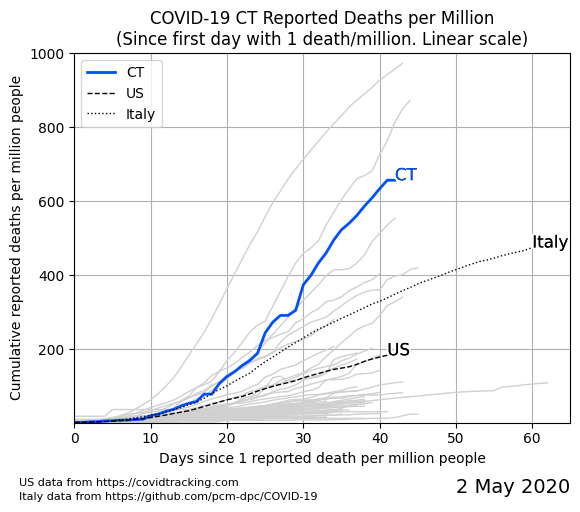 COVID-19 CT Reported Deaths per Million
(Since first day with 1 death/million. Linear scale)
Cumulative reported deaths per million people
1000
800
600
400
200
CT
US
Italy
CT
Italy
US
0
10
20
30
40
50
60
Days since 1 reported death per million people
US data from https://covidtracking.com
Italy data from https://github.com/pcm-dpc/COVID-19
2 May 2020